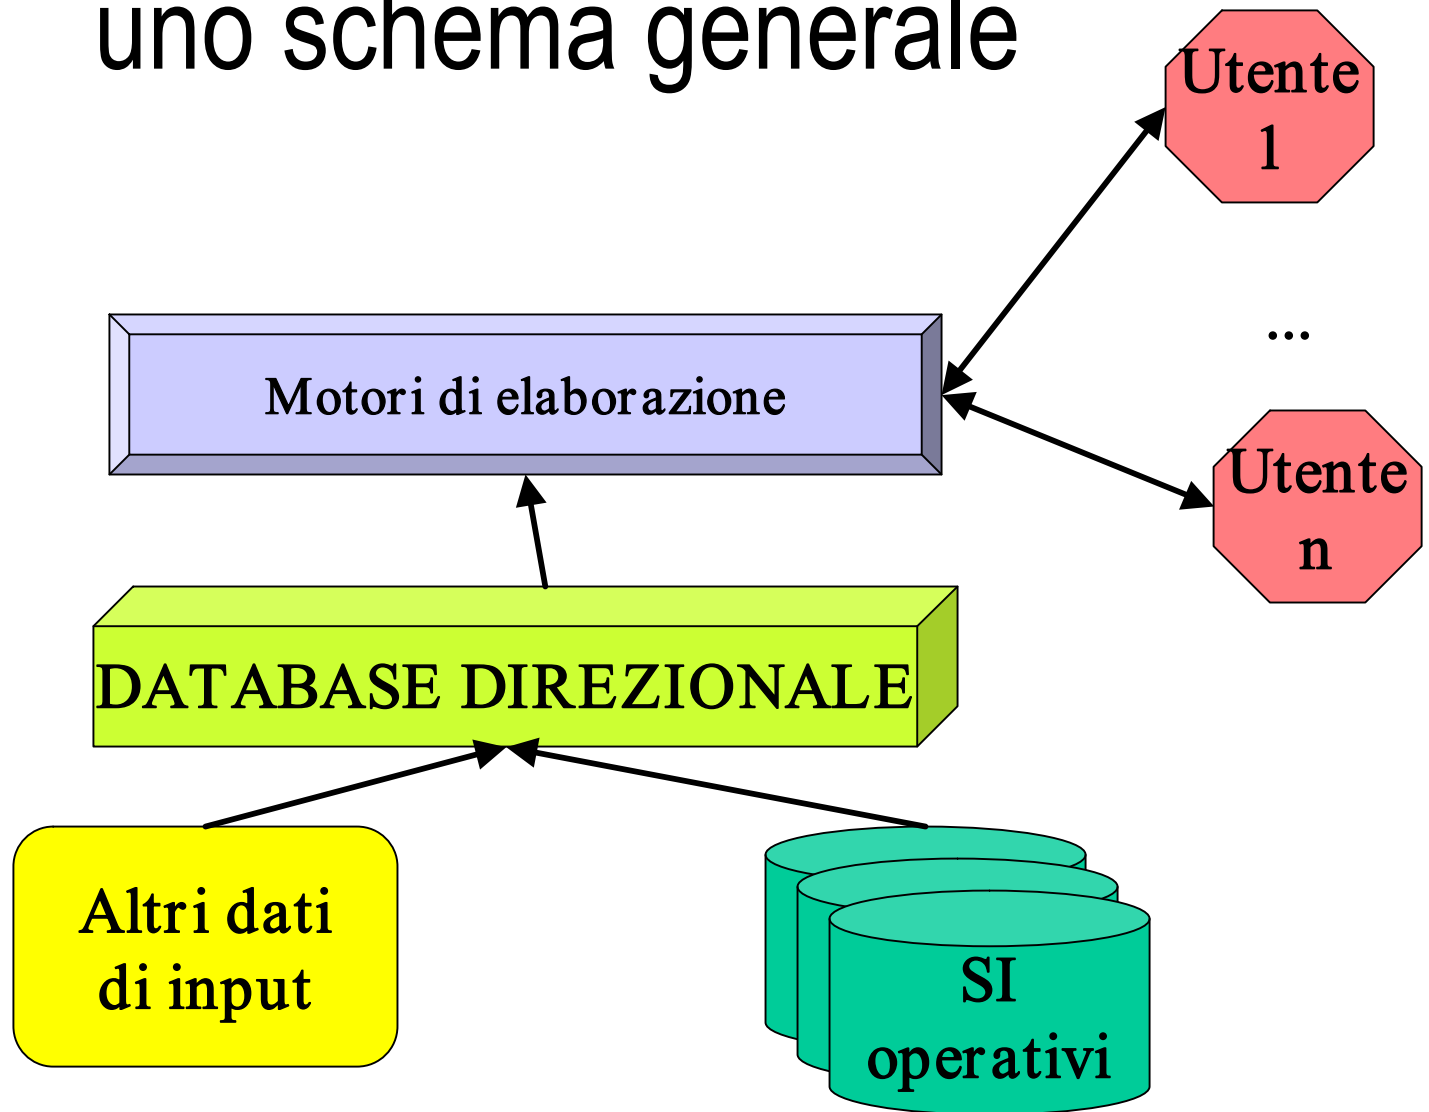 uno schema generale
Utente
1
...
Motori di elaborazione
Utente
n
DATABASE DIREZIONALE
Altri dati
di input
SI
operativi